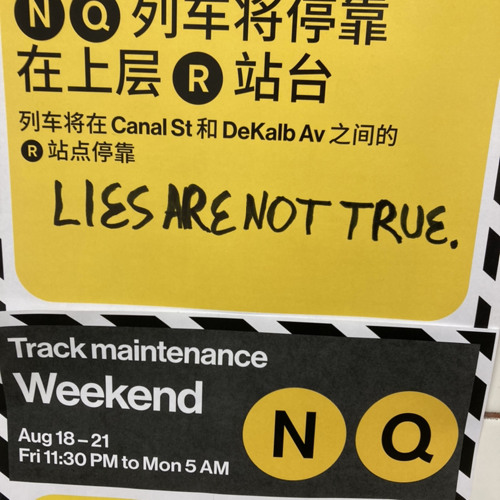 N Q 列车将停靠
在上层 R 站台
列车将在 Canal St 和 DeKalb Av 之间的
R 站点停靠
LIES ARE NOT TRUE.
Track maintenance
Weekend
Aug 18 – 21
Fri 11:30 PM to Mon 5 AM
N Q